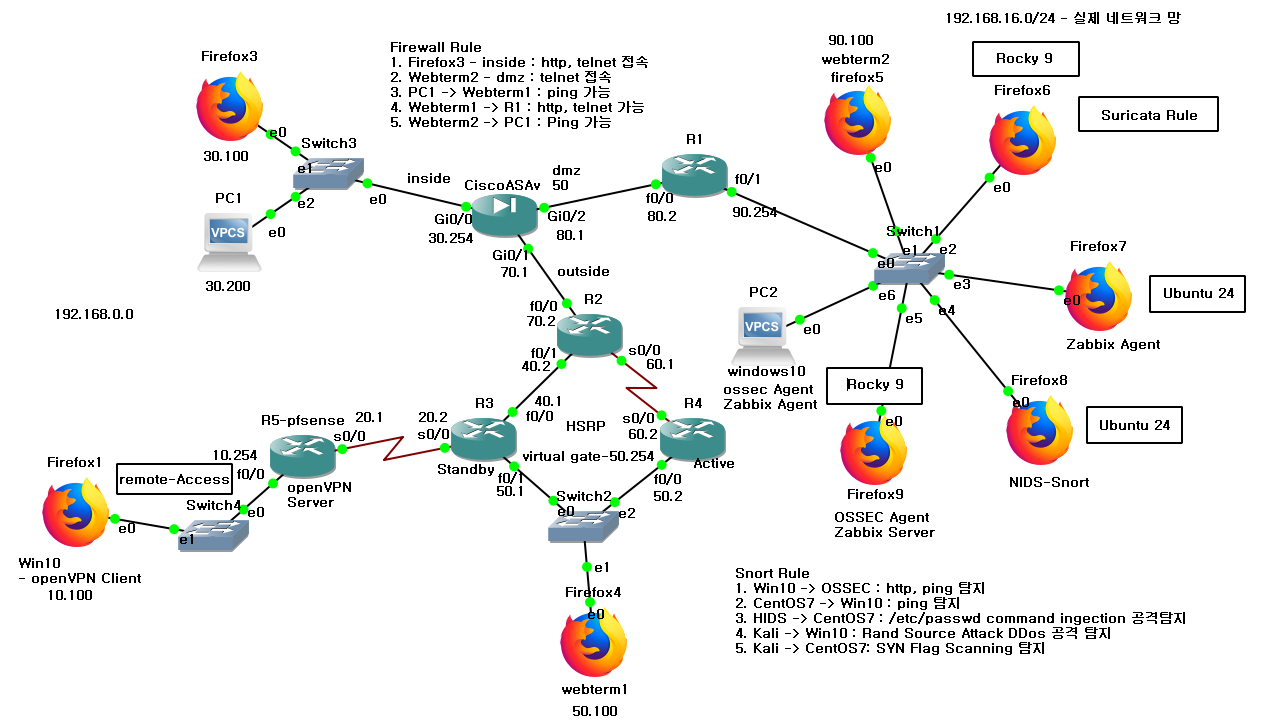 192.168.16.0/24 - 실제 네트워크 망
Firewall Rule
1. Firefox3 - inside : http, telnet 접속
2. Webterm2 - dmz : telnet 접속
3. PC1 -> Webterm1 : ping 가능
4. Webterm1 -> R1 : http, telnet 가능
5. Webterm2 -> PC1 : Ping 가능
Firefox3
e0
30.100
Switch3
e1
e2
e0
PC1
VPCS
e0
30.200
inside
CiscoASAv
Gi0/0
30.254
dmz
50
Gi0/2
80.1
Gi0/1
70.1
outside
R1
f0/0
80.2
f0/1
90.254
90.100
webterm2
firefox5
e0
Rocky 9
Firefox6
e0
Suricata Rule
Switch1
e1
e2
e0
e3
e6
e4
e5
Firefox7
e0
Zabbix Agent
Ubuntu 24
PC2
VPCS
e0
windows10
ossec Agent
Zabbix Agent
Rocky 9
e0
Firefox9
OSSEC Agent
Zabbix Server
Firefox8
e0
NIDS-Snort
Ubuntu 24
192.168.0.0
R2
f0/0
70.2
f0/1
40.2
s0/0
60.1
R3
40.1
f0/0
20.2
s0/0
Standby
f0/1
50.1
HSRP
virtual gate-50.254
R4
s0/0
60.2
Active
f0/0
50.2
R5-pfsense
20.1
s0/0
10.254
f0/0
openVPN
Server
Firefox1
e0
remote-Access
Switch4
e0
e1
Win10
- openVPN Client
10.100
Switch2
e0
e2
e1
Firefox4
e0
webterm1
50.100
Snort Rule
1. Win10 -> OSSEC : http, ping 탐지
2. CentOS7 -> Win10 : ping 탐지
3. HIDS -> CentOS7 : /etc/passwd command ingection 공격탐지
4. Kali -> Win10 : Rand Source Attack DDos 공격 탐지
5. Kali -> CentOS7: SYN Flag Scanning 탐지